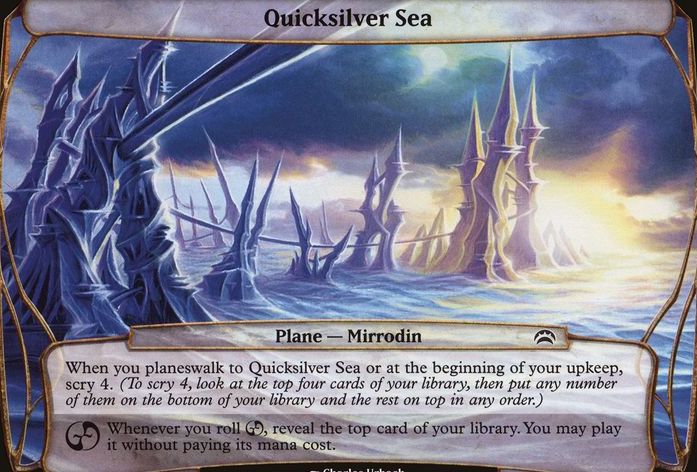 Quicksilver Sea
Plane — Mirrodin
When you planeswalk to Quicksilver Sea or at the beginning of your upkeep,
scry 4. (To scry 4, look at the top four cards of your library, then put any number
of them on the bottom of your library and the rest on top in any order.)
Whenever you roll , reveal the top card of your library. You may play
it without paying its mana cost.
Charles Urbach